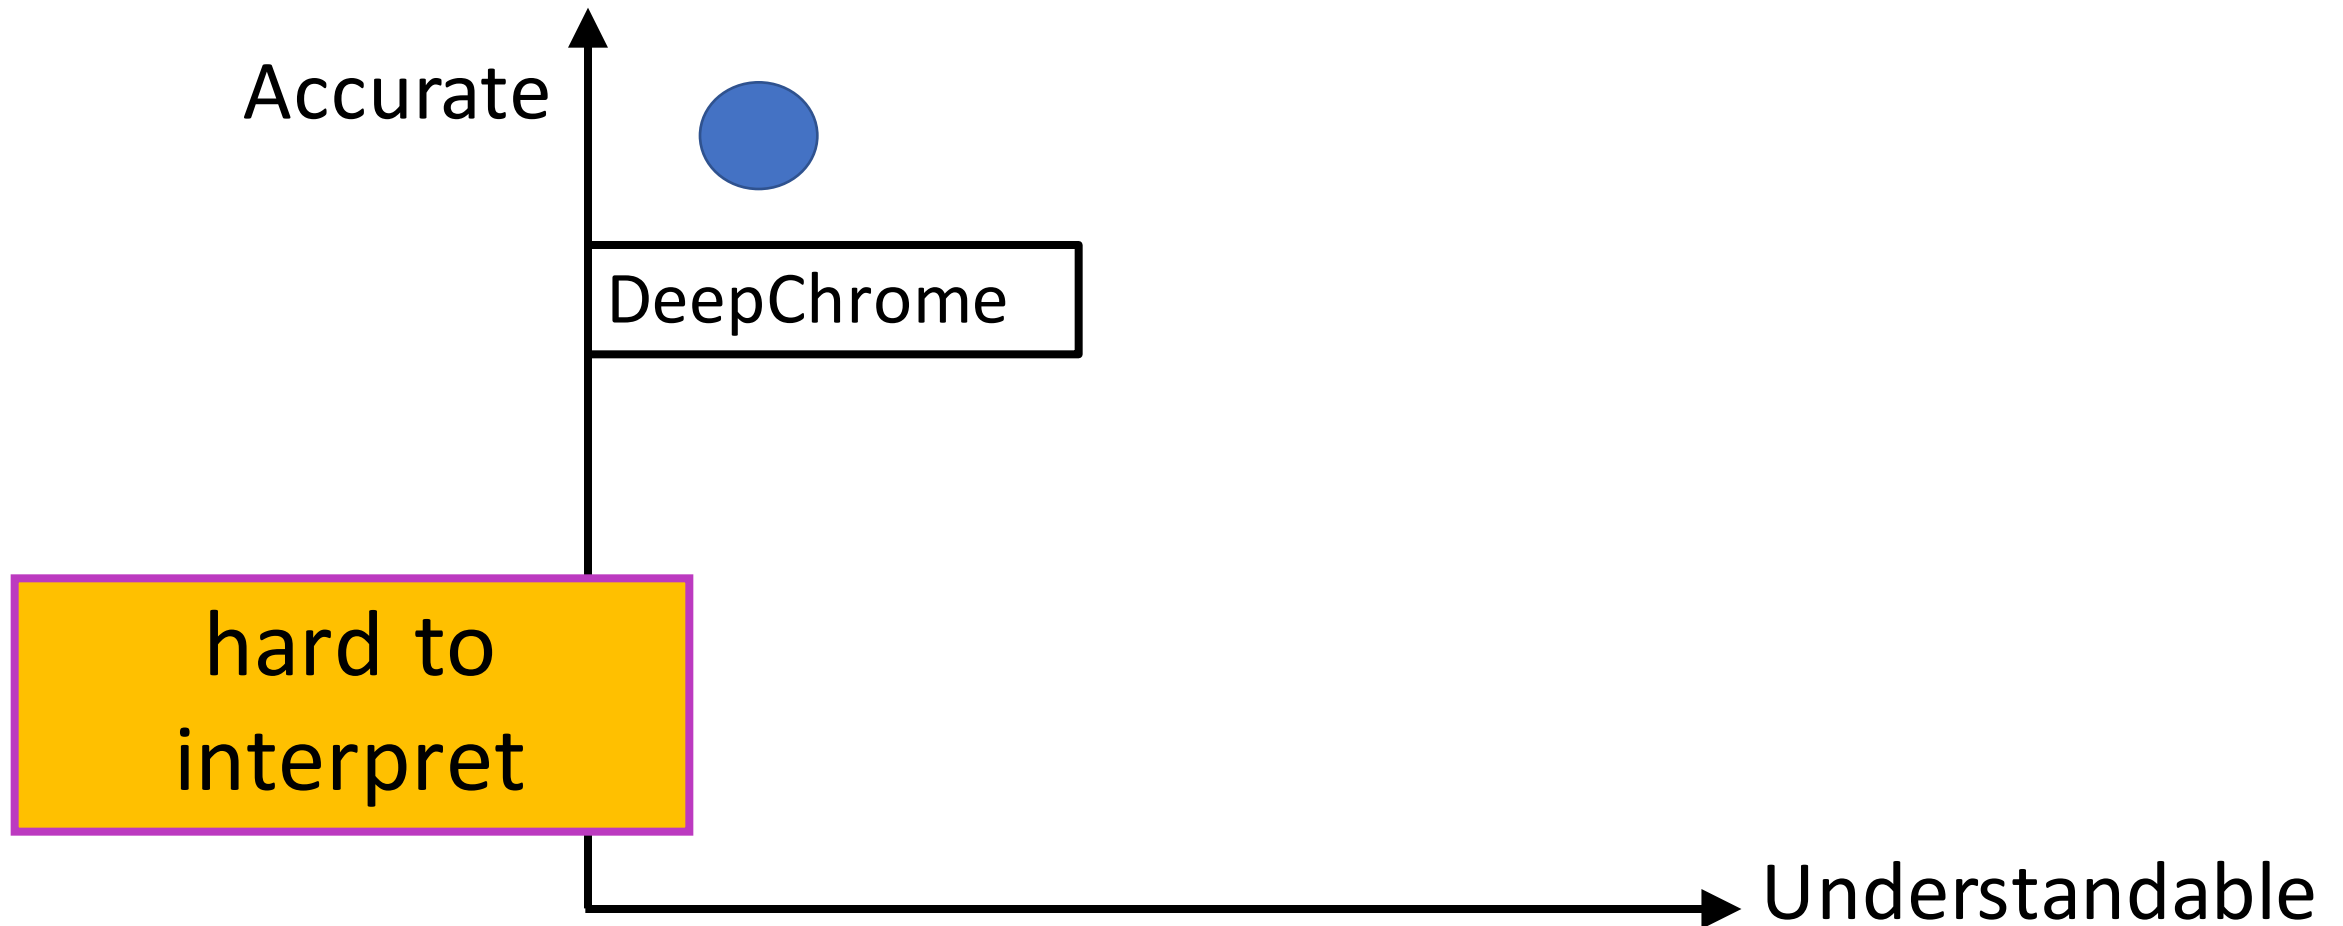 Accurate
DeepChrome
hard to
interpret
Understandable